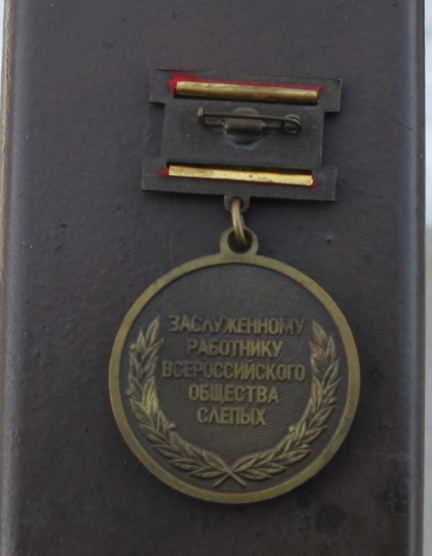 ЗАСЛУЖЕННОМУ
РАБОТНИКУ
ВСЕРОССИЙСКОГО
ОБЩЕСТВА
СЛЕПЫХ